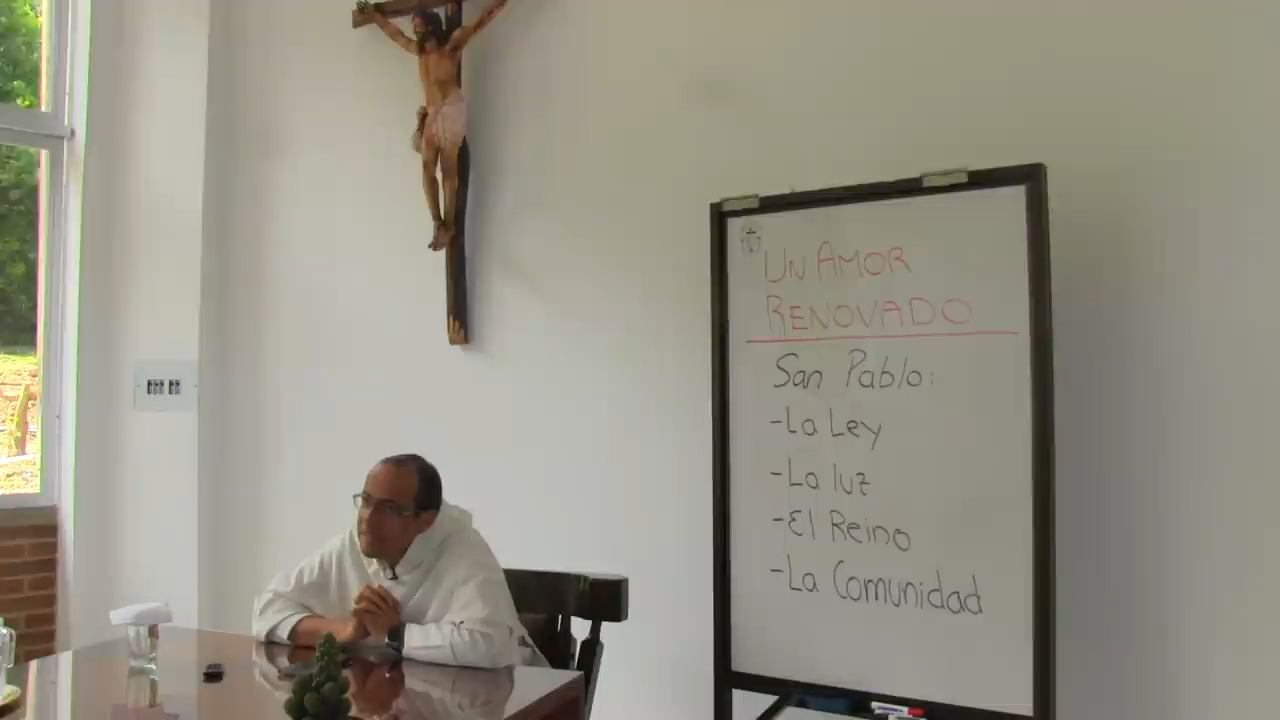 UN AMOR
RENOVADO
San Pablo:
-La Ley
-La luz
-El Reino
-La Comunidad